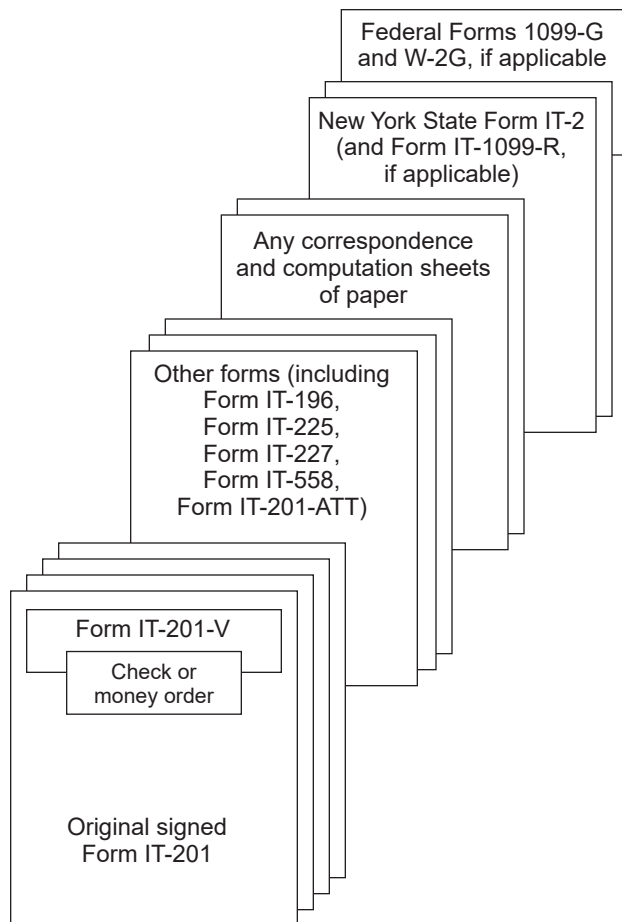 Federal Forms 1099-G
and W-2G, if applicable
New York State Form IT-2
(and Form IT-1099-R,
if applicable)
Any correspondence
and computation sheets
of paper
Other forms (including
Form IT-196,
Form IT-225,
Form IT-227,
Form IT-558,
Form IT-201-ATT)
Form IT-201-V
Check or
money order
Original signed
Form IT-201